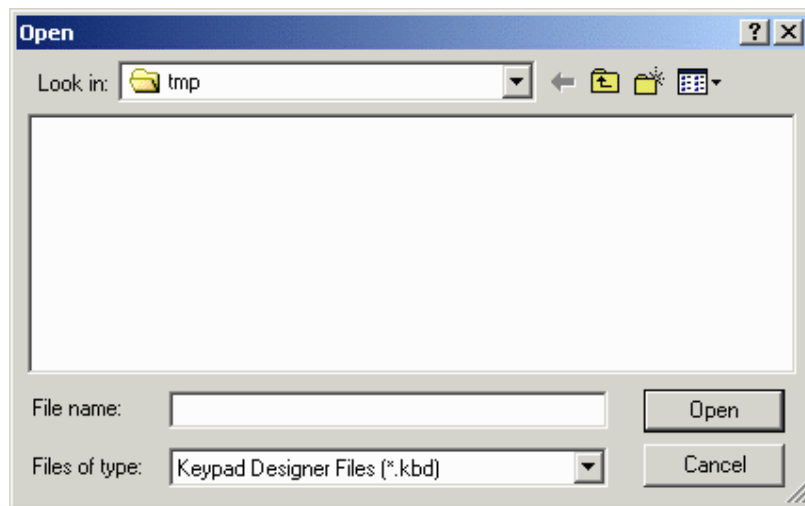 Open
Look in: tmp
File name: Open
Files of type: Keypad Designer Files (*.kbd) Cancel